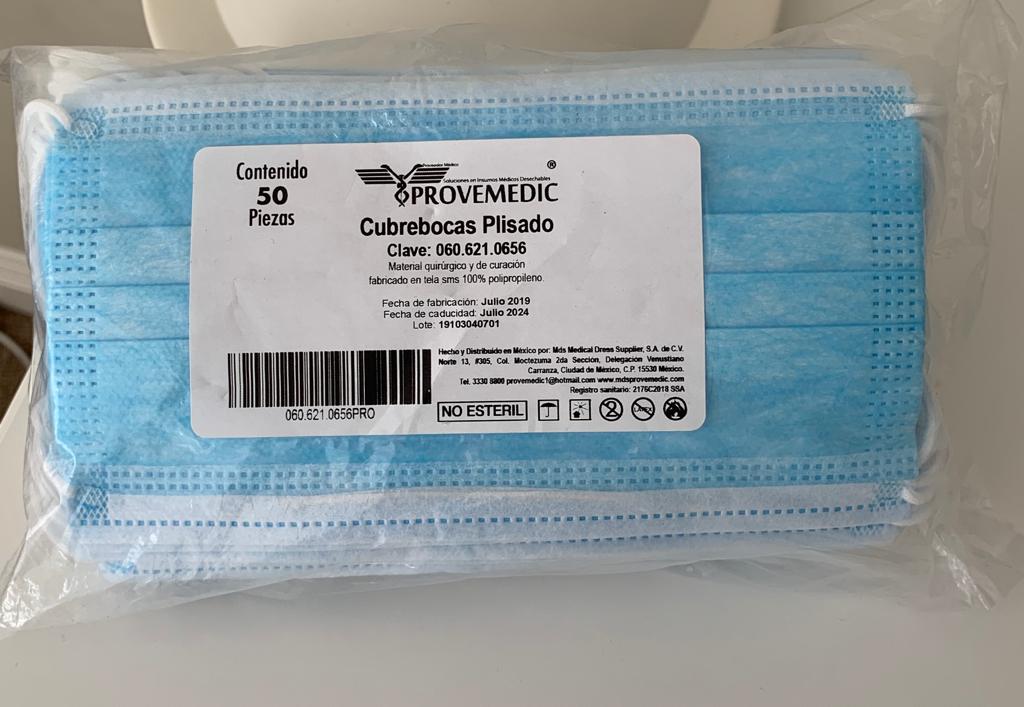 Contenido
50
Piezas
Proveedor Médico
Soluciones en Insumos Médicos Desechables
®
PROVEMEDIC
Cubrebocas Plisado
Clave: 060.621.0656
Material quirúrgico y de curación
fabricado en tela sms 100% polipropileno.
Fecha de fabricación: Julio 2019
Fecha de caducidad: Julio 2024
Lote: 19103040701
Hecho y Distribuido en México por: Mds Medical Dress Supplier, S.A. de C.V.
Norte 13, #305, Col. Moctezuma 2da Sección, Delegación Venustiano
Carranza, Ciudad de México, C.P. 15530 México.
Tel. 3330 8800 provemedic1@hotmail.com www.mdsprovemedic.com
Registro sanitario: 2176C2018 SSA
060.621.0656PRO
NO ESTERIL
2
LATEX